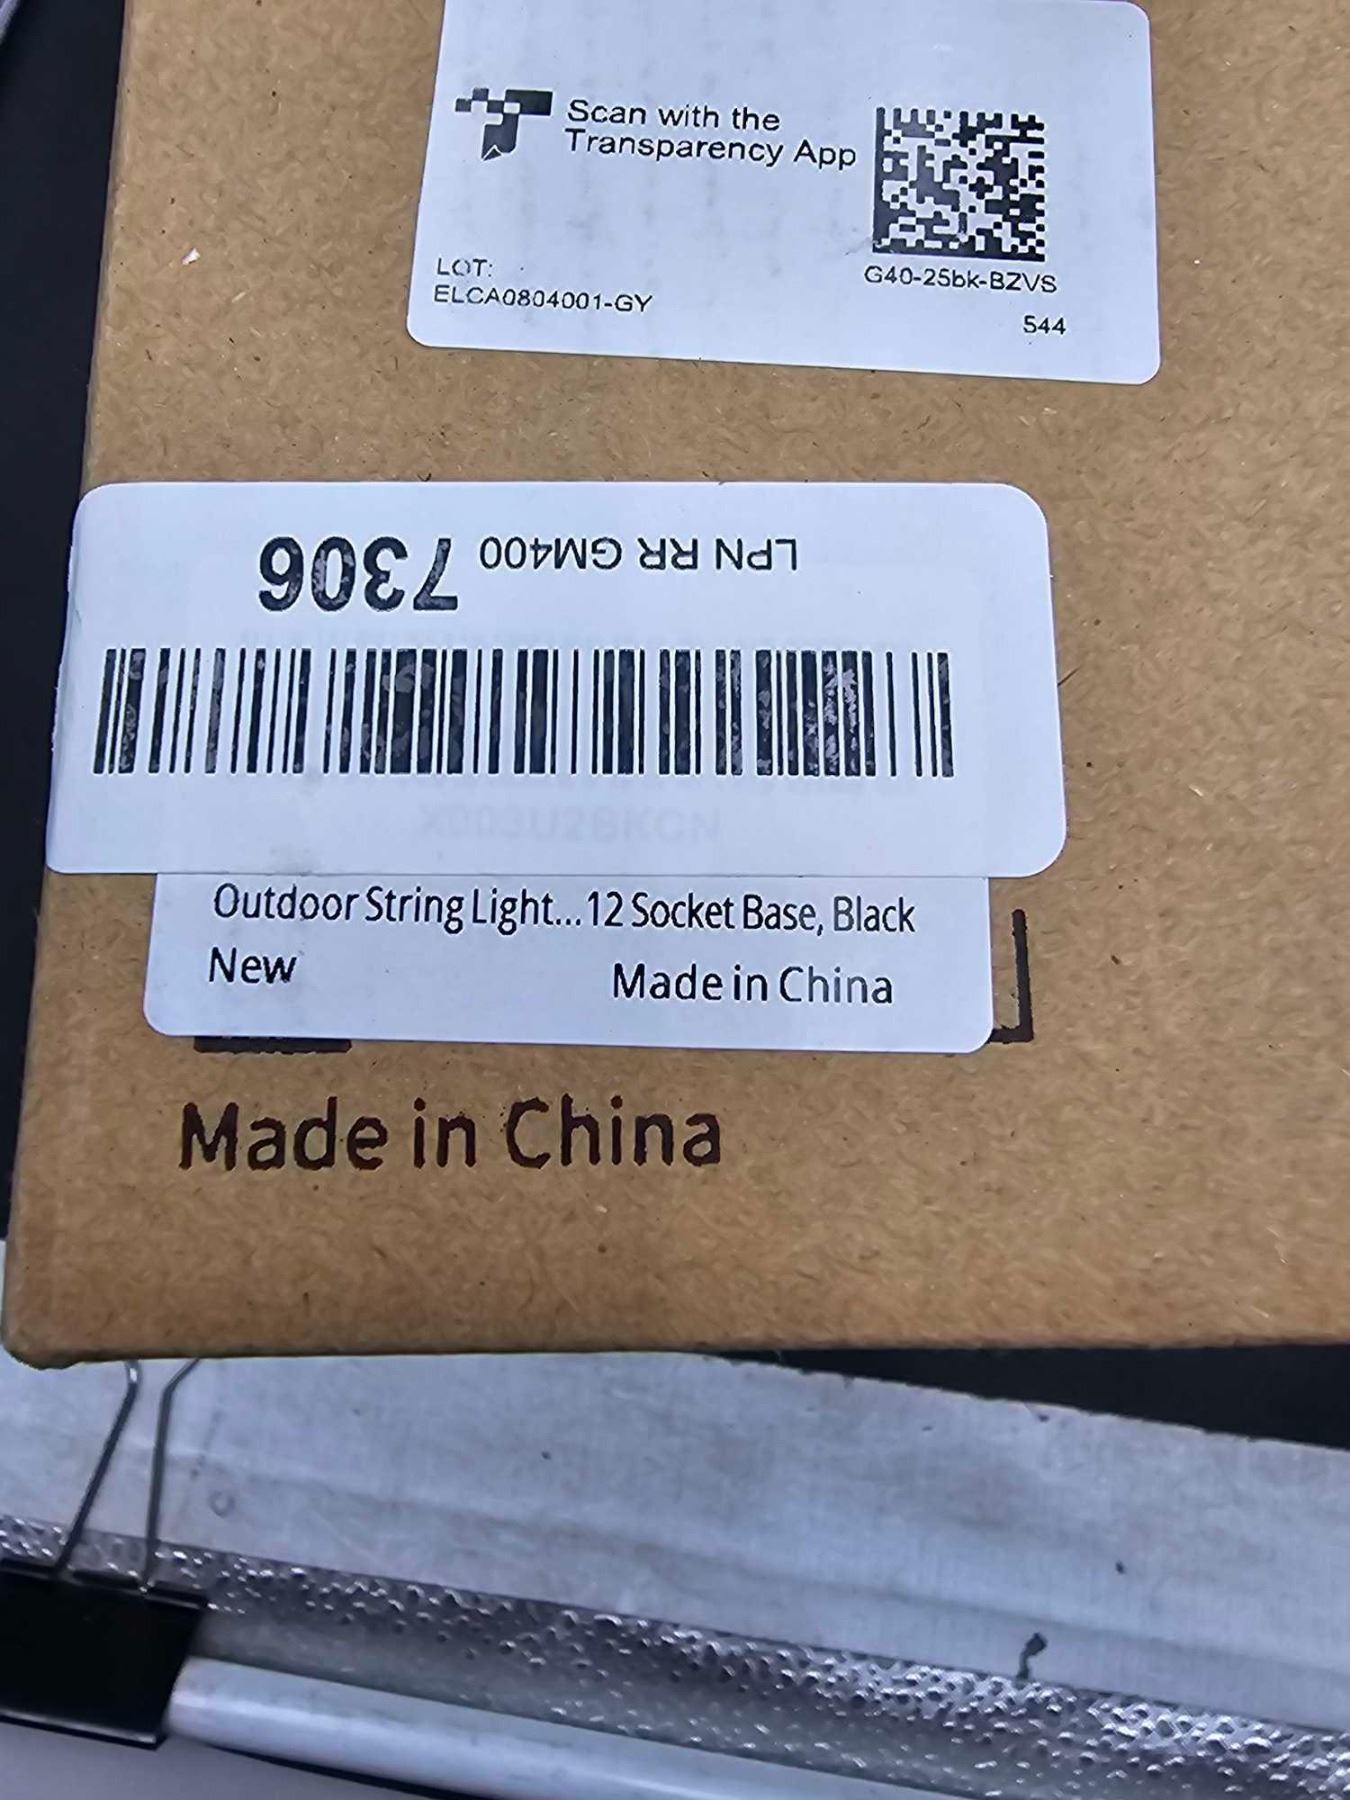 Scan with the
Transparency App
LOT:
ELCA0804001-GY
G40-25bk-BZVS
544
LPN RR GM400 7306
X003U2BKCN
Outdoor String Light...12 Socket Base, Black
New
Made in China
Made in China